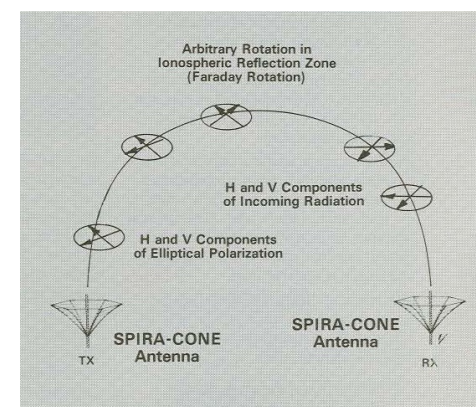 Arbitrary Rotation in
Ionospheric Reflection Zone
(Faraday Rotation)
H and V Components
of Incoming Radiation
H and V Components
of Elliptical Polarization
SPIRA-CONE
Antenna
TX
SPIRA-CONE
Antenna
Rλ